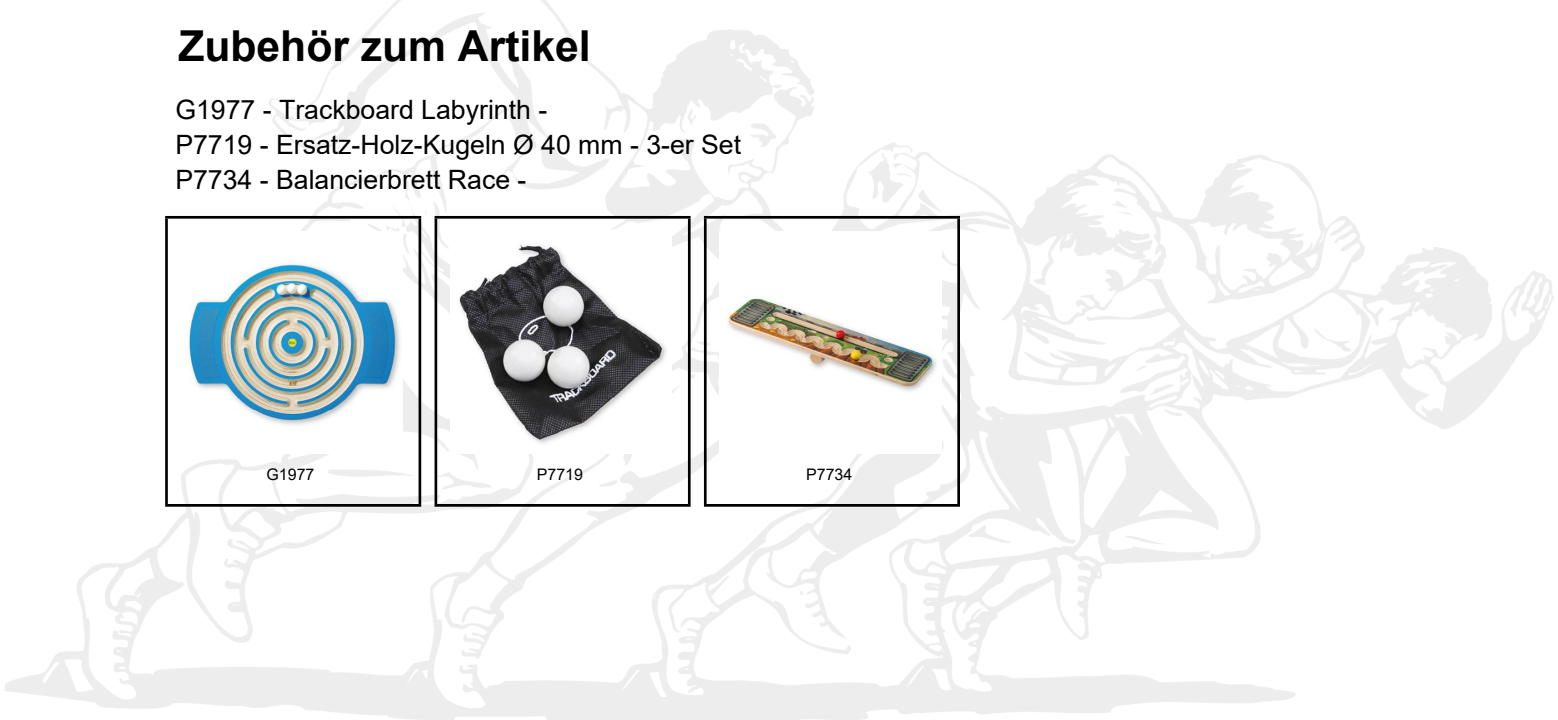 Zubehör zum Artikel
G1977 - Trackboard Labyrinth -
P7719 - Ersatz-Holz-Kugeln Ø 40 mm - 3-er Set
P7734 - Balancierbrett Race -
TRACKBOARD
G1977
P7719
P7734